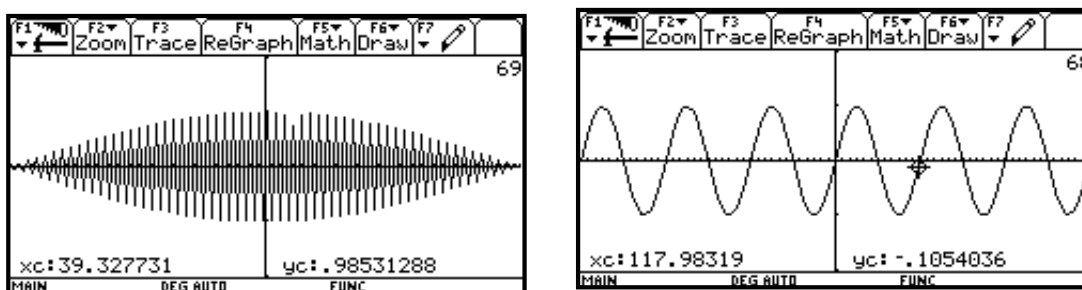 F1 F2 F3 F4 F5 F6 F7
Zoom Trace ReGraph Math Draw
69
xc:39.327731 yc:.98531288
MAIN DEG AUTO FUNC
F1 F2 F3 F4 F5 F6 F7
Zoom Trace ReGraph Math Draw
xc:117.98319 yc:-.1054036
MAIN DEG AUTO FUNC